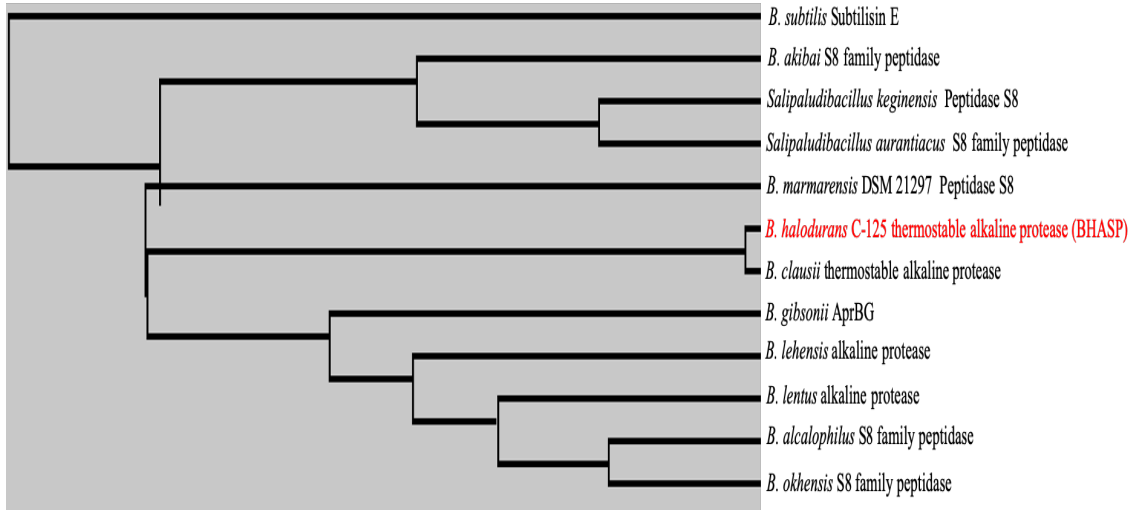 B. subtilis Subtilisin E
B. akibai S8 family peptidase
Salipaludibacillus keginensis Peptidase S8
Salipaludibacillus aurantiacus S8 family peptidase
B. marmarensis DSM 21297 Peptidase S8
B. halodurans C-125 thermostable alkaline protease (BHASP)
B. clausii thermostable alkaline protease
B. gibsonii AprBG
B. lehensis alkaline protease
B. lentus alkaline protease
B. alcalophilus S8 family peptidase
B. okhensis S8 family peptidase